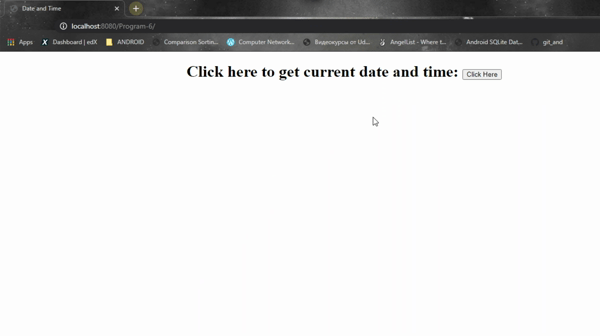 Date and Time
localhost:8080/Program-6/
Apps Dashboard | edX ANDROID Comparison Sortin... Computer Network... Видеокурсы от Ud... AngelList - Where t... Android SQLite Dat... git_and
Click here to get current date and time: Click Here